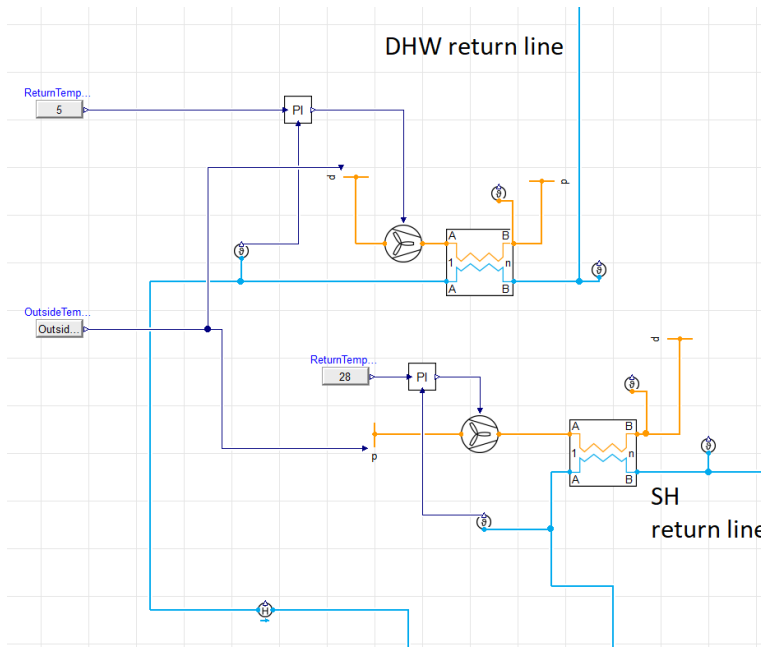 DHW return line
ReturnTemp...
5
PI
p
p
ϑ
A
B
1
n
A
B
ϑ
ϑ
OutsideTem...
Outsid...
ReturnTemp...
28
PI
p
ϑ
A
B
1
n
A
B
ϑ
p
ϑ
SH
return line
H